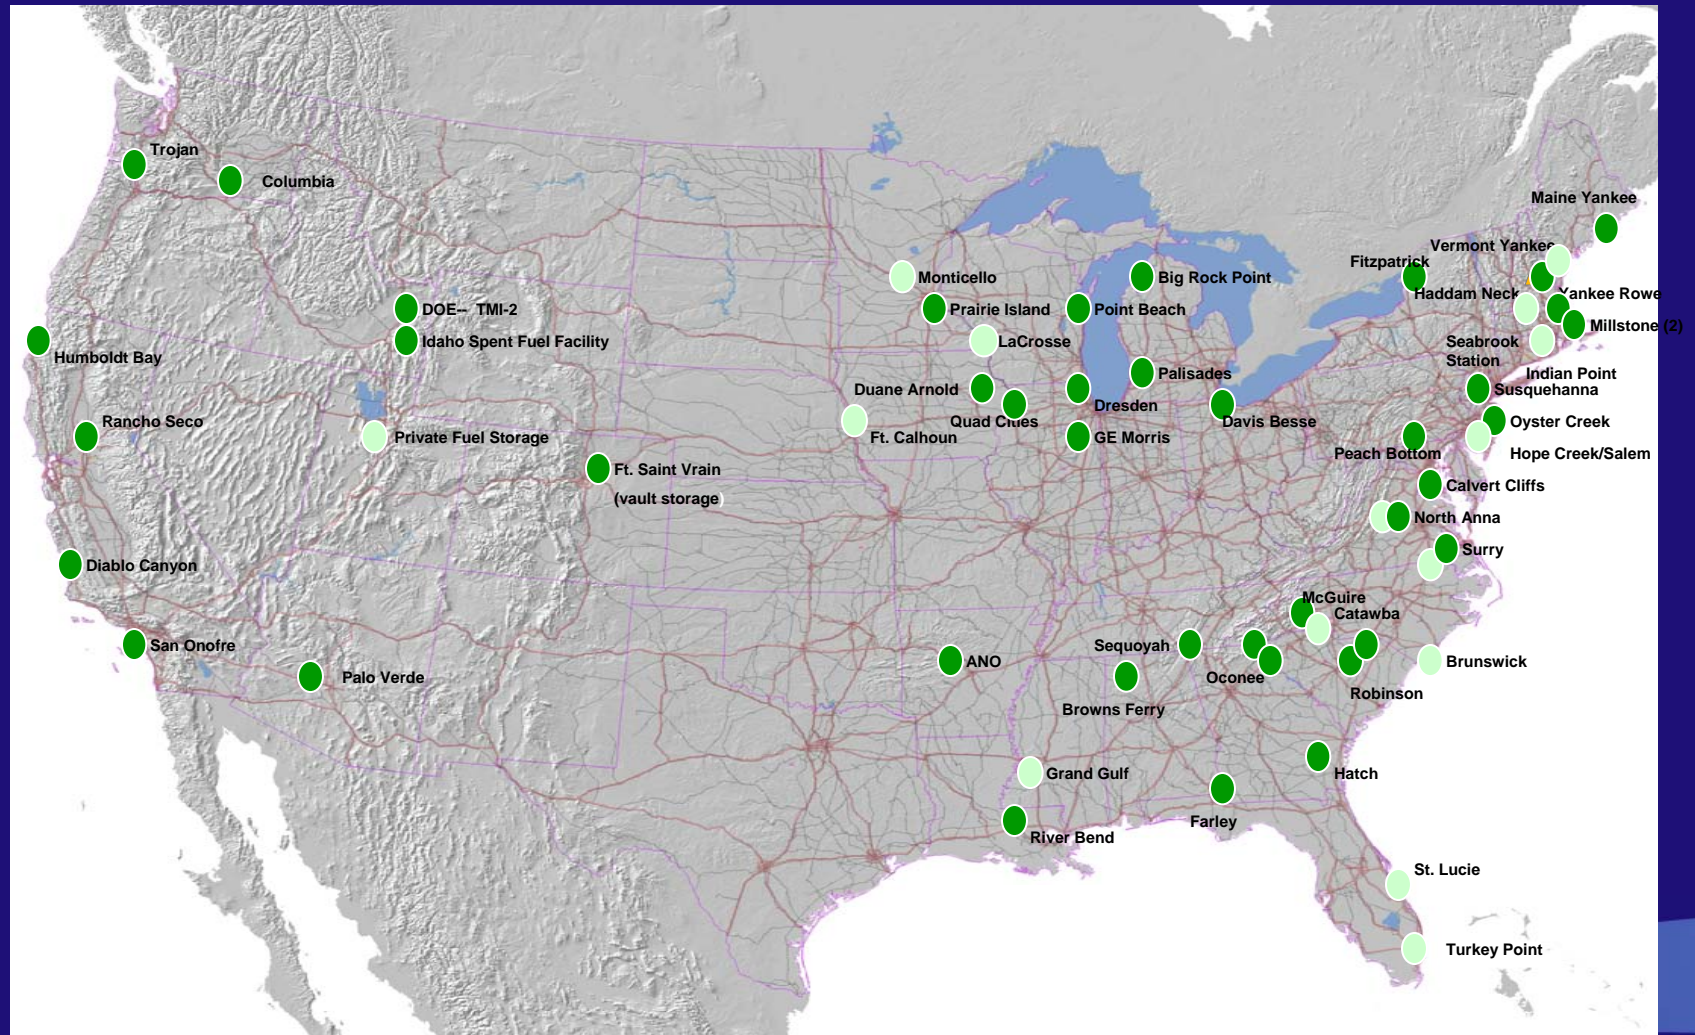 Trojan
Columbia
Maine Yankee
Vermont Yankee
Fitzpatrick
Monticello
Big Rock Point
Haddam Neck
Yankee Rowe
DOE-- TMI-2
Prairie Island
Point Beach
Millstone (2)
Idaho Spent Fuel Facility
LaCrosse
Seabrook
Station
Humboldt Bay
Indian Point
Palisades
Duane Arnold
Susquehanna
Dresden
Rancho Seco
Quad Cities
Davis Besse
Oyster Creek
Private Fuel Storage
Ft. Calhoun
GE Morris
Peach Bottom
Hope Creek/Salem
Ft. Saint Vrain
(vault storage)
Calvert Cliffs
North Anna
Surry
Diablo Canyon
McGuire
Catawba
San Onofre
Sequoyah
ANO
Brunswick
Palo Verde
Oconee
Robinson
Browns Ferry
Grand Gulf
Hatch
Farley
River Bend
St. Lucie
Turkey Point